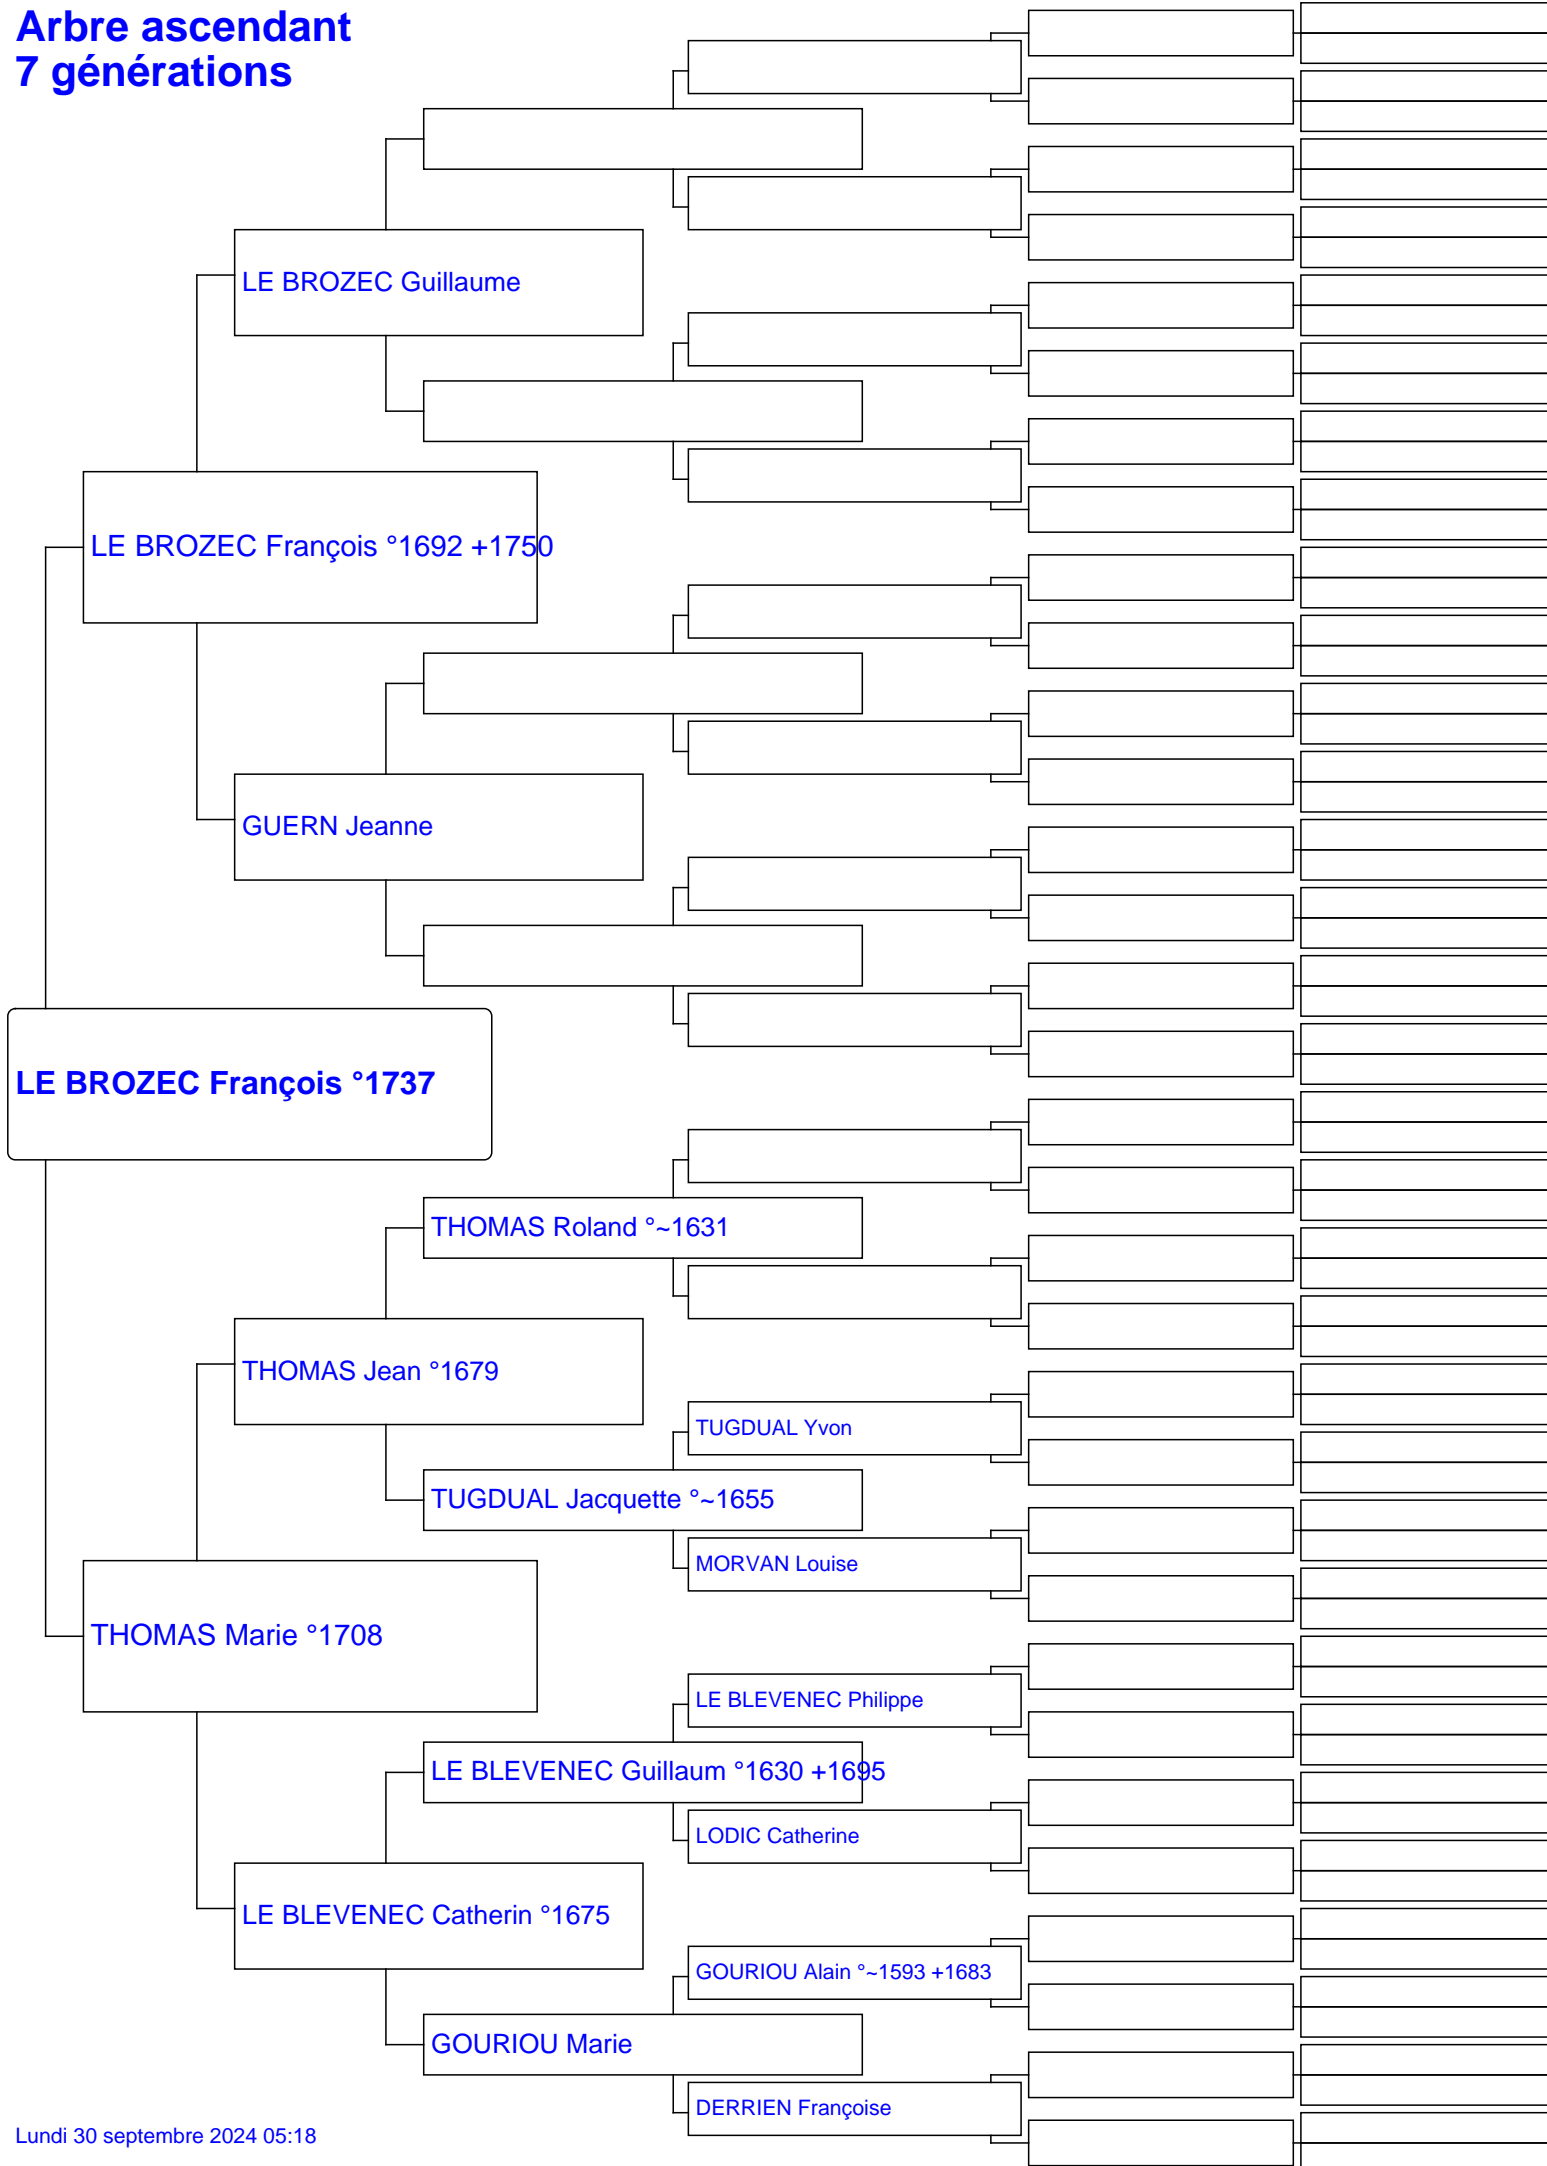 Arbre ascendant
7 générations
LE BROZEC Guillaume
LE BROZEC François °1692 +1750
GUERN Jeanne
LE BROZEC François °1737
THOMAS Roland °~1631
THOMAS Jean °1679
TUGDUAL Yvon
TUGDUAL Jacquette °~1655
MORVAN Louise
THOMAS Marie °1708
LE BLEVENEC Philippe
LE BLEVENEC Guillaum °1630 +1695
LODIC Catherine
LE BLEVENEC Catherin °1675
GOURIOU Alain °~1593 +1683
GOURIOU Marie
DERRIEN Françoise
Lundi 30 septembre 2024 05:18